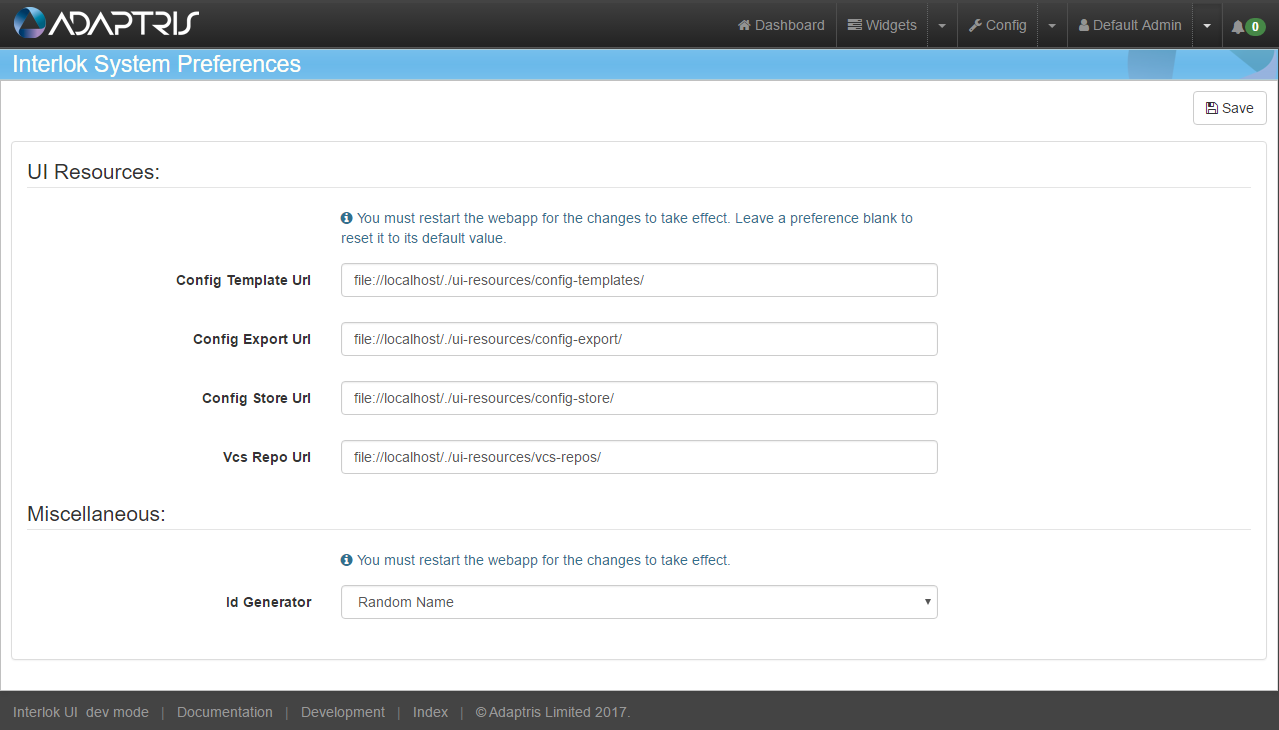 ADAPTRIS
Dashboard Widgets Config Default Admin 0
Interlok System Preferences
Save
UI Resources:
You must restart the webapp for the changes to take effect. Leave a preference blank to
reset it to its default value.
Config Template Url file://localhost/./ui-resources/config-templates/
Config Export Url file://localhost/./ui-resources/config-export/
Config Store Url file://localhost/./ui-resources/config-store/
Vcs Repo Url file://localhost/./ui-resources/vcs-repos/
Miscellaneous:
You must restart the webapp for the changes to take effect.
Id Generator Random Name
Interlok UI dev mode | Documentation | Development | Index | © Adaptris Limited 2017.